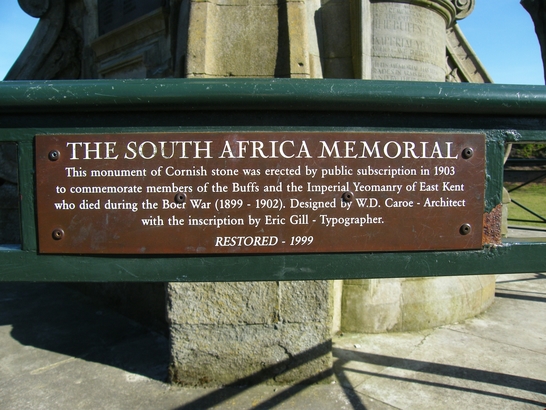 THE SOUTH AFRICA MEMORIAL
This monument of Cornish stone was erected by public subscription in 1903
to commemorate members of the Buffs and the Imperial Yeomanry of East Kent
who died during the Boer War (1899 - 1902). Designed by W.D. Caroe - Architect
with the inscription by Eric Gill - Typographer.
RESTORED - 1999